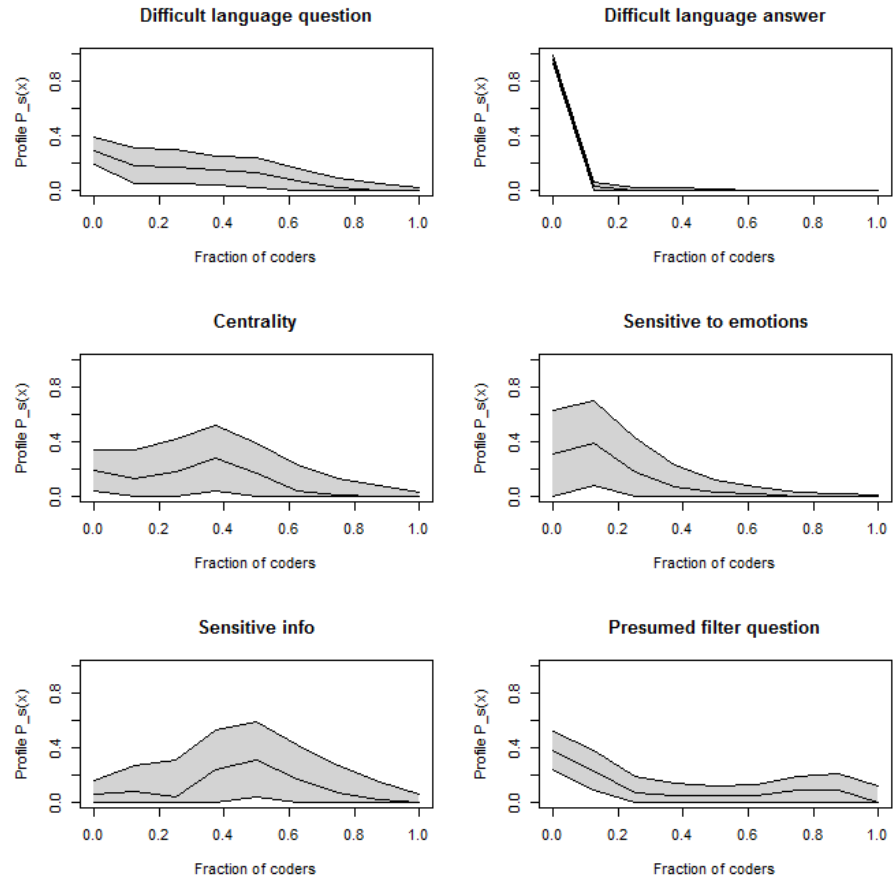 Difficult language question
Difficult language answer
Profile P_s(x)
0.0 0.4 0.8
0.0 0.2 0.4 0.6 0.8 1.0
Fraction of coders
Profile P_s(x)
0.0 0.4 0.8
0.0 0.2 0.4 0.6 0.8 1.0
Fraction of coders
Centrality
Sensitive to emotions
Profile P_s(x)
0.0 0.4 0.8
0.0 0.2 0.4 0.6 0.8 1.0
Fraction of coders
Profile P_s(x)
0.0 0.4 0.8
0.0 0.2 0.4 0.6 0.8 1.0
Fraction of coders
Sensitive info
Presumed filter question
Profile P_s(x)
0.0 0.4 0.8
0.0 0.2 0.4 0.6 0.8 1.0
Fraction of coders
Profile P_s(x)
0.0 0.4 0.8
0.0 0.2 0.4 0.6 0.8 1.0
Fraction of coders